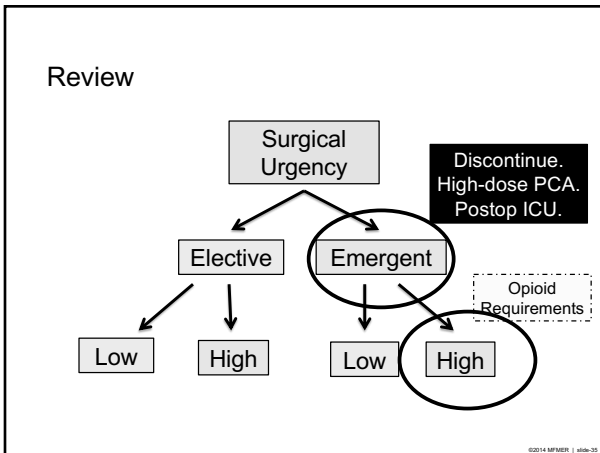 Review
Surgical
Urgency
Discontinue.
High-dose PCA.
Postop ICU.
Elective
Emergent
Opioid
Requirements
Low
High
Low
High
©2014 MFMER | slide-35